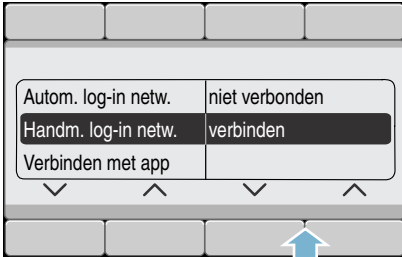 Autom. log-in netw. niet verbonden
Handm. log-in netw. verbinden
Verbinden met app